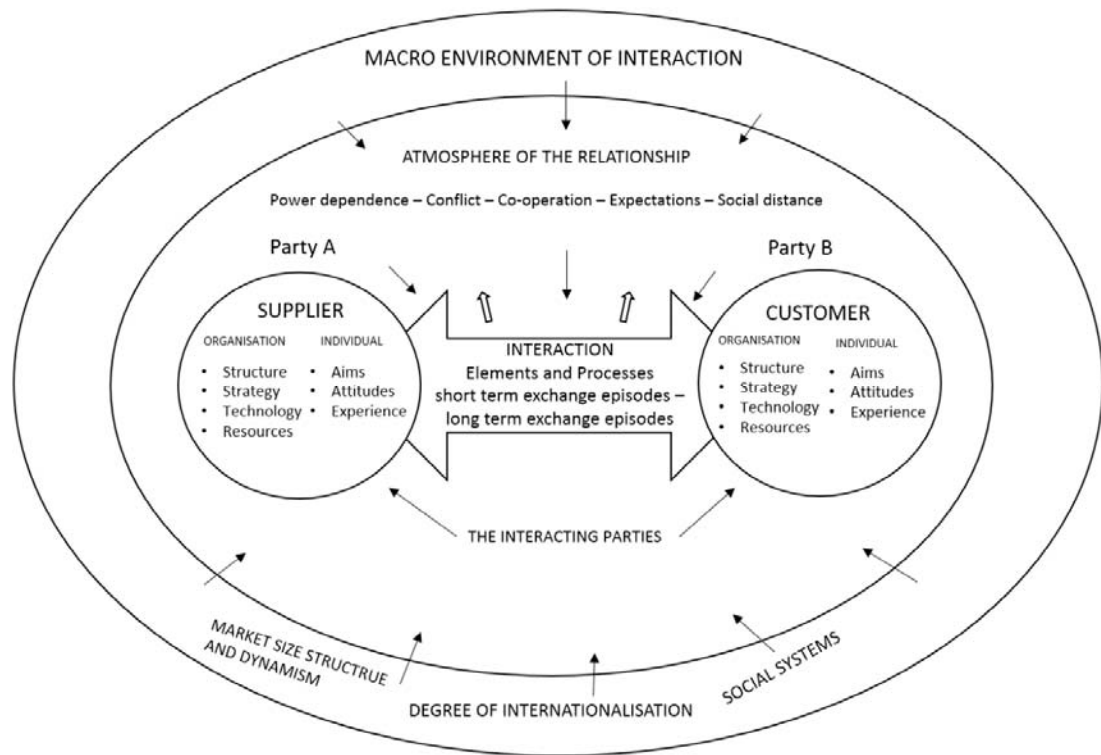 MACRO ENVIRONMENT OF INTERACTION
ATMOSPHERE OF THE RELATIONSHIP
Power dependence – Conflict – Co-operation – Expectations – Social distance
Party A
Party B
SUPPLIER
ORGANISATION INDIVIDUAL
• Structure • Aims
• Strategy • Attitudes
• Technology • Experience
• Resources
INTERACTION
Elements and Processes
short term exchange episodes –
long term exchange episodes
CUSTOMER
ORGANISATION INDIVIDUAL
• Structure • Aims
• Strategy • Attitudes
• Technology • Experience
• Resources
THE INTERACTING PARTIES
MARKET SIZE STRUCTRUE
AND DYNAMISM
DEGREE OF INTERNATIONALISATION
SOCIAL SYSTEMS